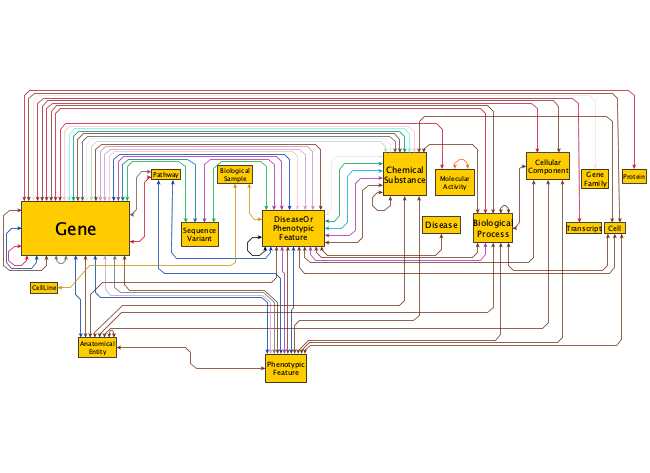 Pathway
Biological
Sample
Chemical
Substance
Molecular
Activity
Cellular
Component
Gene
Family
Protein
Gene
Sequence
Variant
DiseaseOr
Phenotypic
Feature
Disease
Biological
Process
Transcript
Cell
CellLine
Anatomical
Entity
Phenotypic
Feature